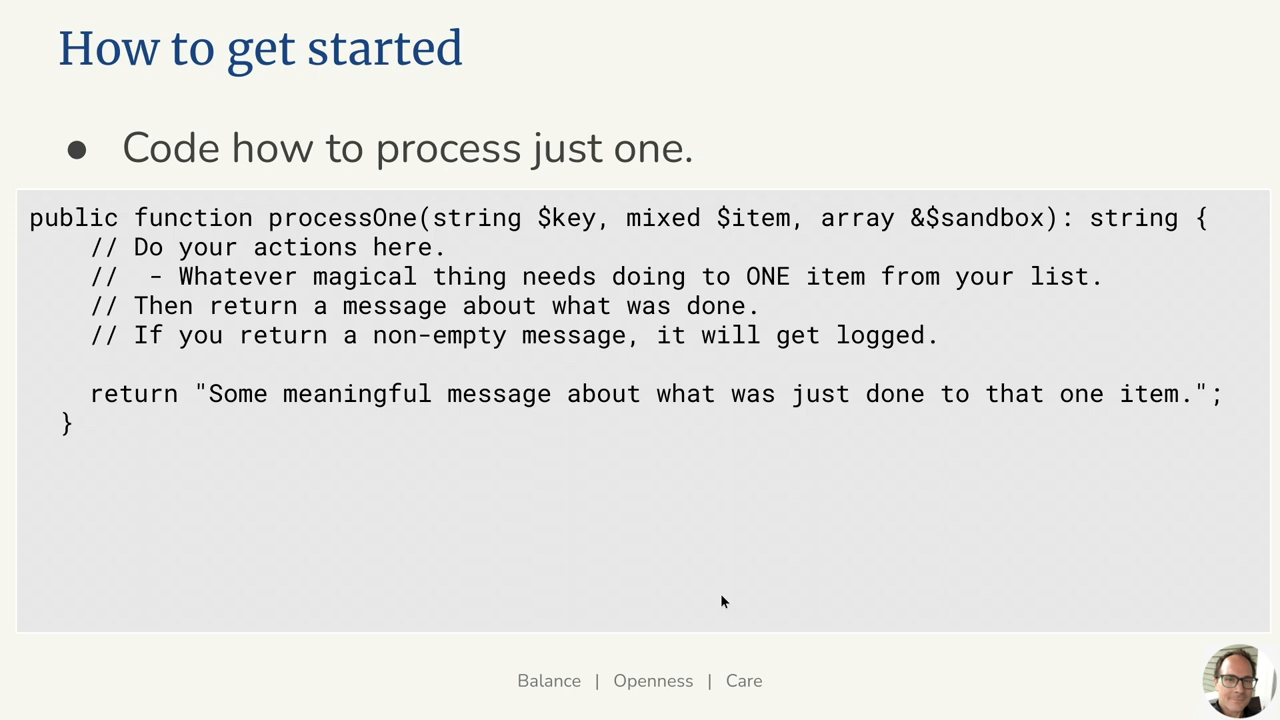 How to get started
● Code how to process just one.
public function processOne(string $key, mixed $item, array &$sandbox): string {
    // Do your actions here.
    //  - Whatever magical thing needs doing to ONE item from your list.
    // Then return a message about what was done.
    // If you return a non-empty message, it will get logged.

    return "Some meaningful message about what was just done to that one item.";
  }
Balance | Openness | Care